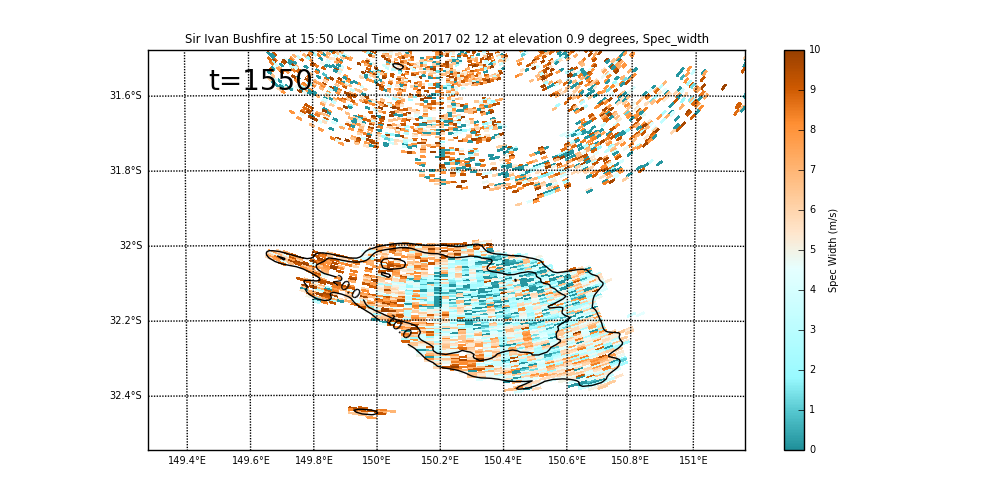 Sir Ivan Bushfire at 15:50 Local Time on 2017 02 12 at elevation 0.9 degrees, Spec_width
t=1550
31.6°S
31.8°S
32°S
32.2°S
32.4°S
149.4°E 149.6°E 149.8°E 150°E 150.2°E 150.4°E 150.6°E 150.8°E 151°E
10
9
8
7
6
5
4
3
2
1
0
Spec Width (m/s)